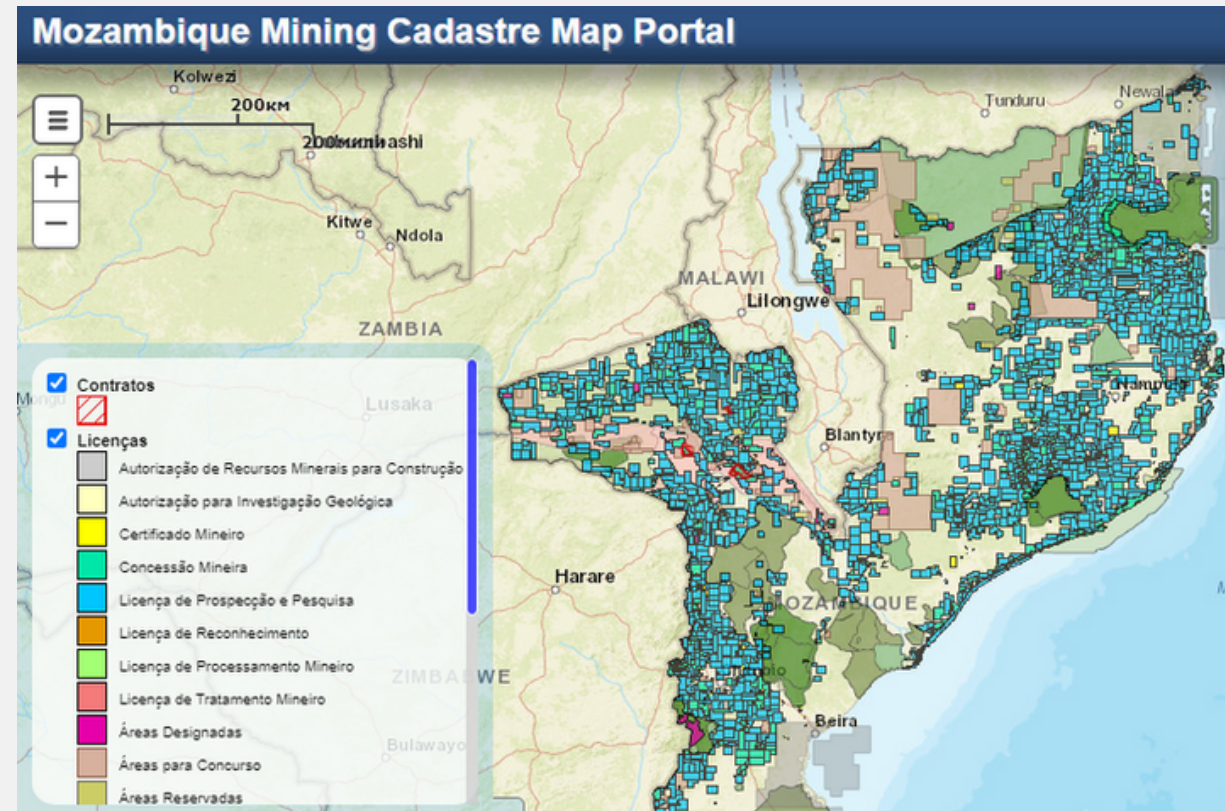 Mozambique Mining Cadastre Map Portal
Kolwezi
200км
Tunduru
Newala
Kitwe
Ndola
MALAWI
Lilongwe
ZAMBIA
Contratos
Mongu
Lusaka
Licenças
Blantyre
Autorização de Recursos Minerais para Construção
Autorização para Investigação Geológica
Certificado Mineiro
Concessão Mineira
Harare
Licença de Prospecção e Pesquisa
MOZAMBIQUE
Licença de Reconhecimento
Licença de Processamento Mineiro
ZIMBABWE
Licença de Tratamento Mineiro
Áreas Designadas
Beira
Bulawayo
Áreas para Concurso
Áreas Reservadas